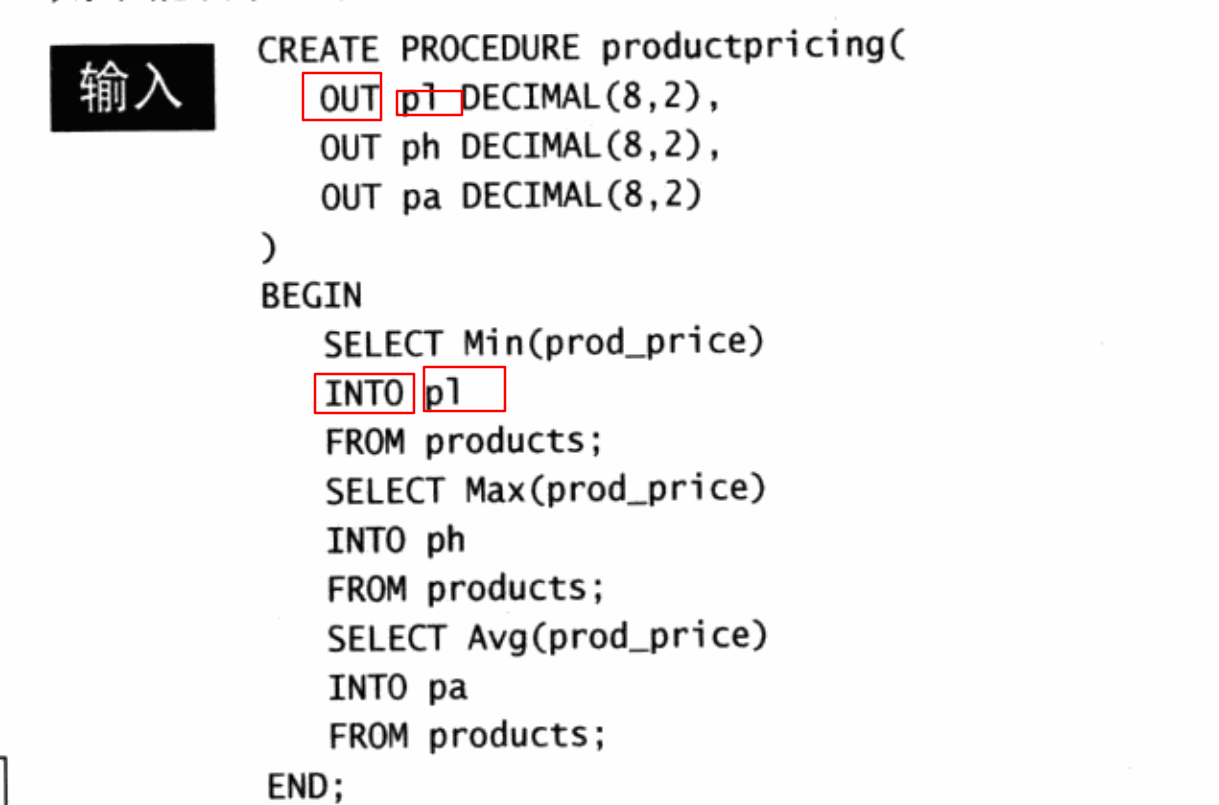 输入
CREATE PROCEDURE productpricing(
OUT pl DECIMAL(8,2),
OUT ph DECIMAL(8,2),
OUT pa DECIMAL(8,2)
)
BEGIN
SELECT Min(prod_price)
INTO pl
FROM products;
SELECT Max(prod_price)
INTO ph
FROM products;
SELECT Avg(prod_price)
INTO pa
FROM products;
END;